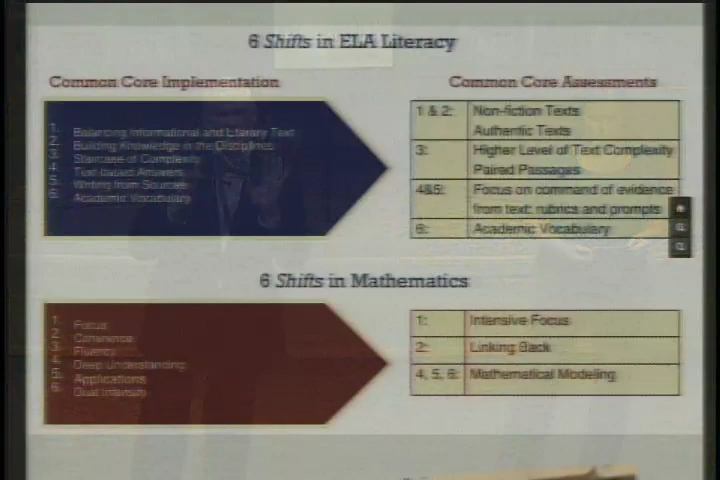 6 Shifts in ELA Literacy
Common Core Implementation
Common Core Assessments
1. Balancing Informational and Literary Text
2. Building Knowledge in the Disciplines
3. Staircase of Complexity
4. Text based Answers
5. Writing from Sources
6. Academic Vocabulary
1 & 2: Non-fiction Texts
Authentic Texts
3: Higher Level of Text Complexity
Paired Passages
4&5: Focus on command of evidence
from text: rubrics and prompts
6: Academic Vocabulary
6 Shifts in Mathematics
1. Focus
2. Coherence
3. Fluency
4. Deep Understanding
5. Applications
6. Dual Intensity
1: Intensive Focus
2: Linking Back
4, 5, 6: Mathematical Modeling